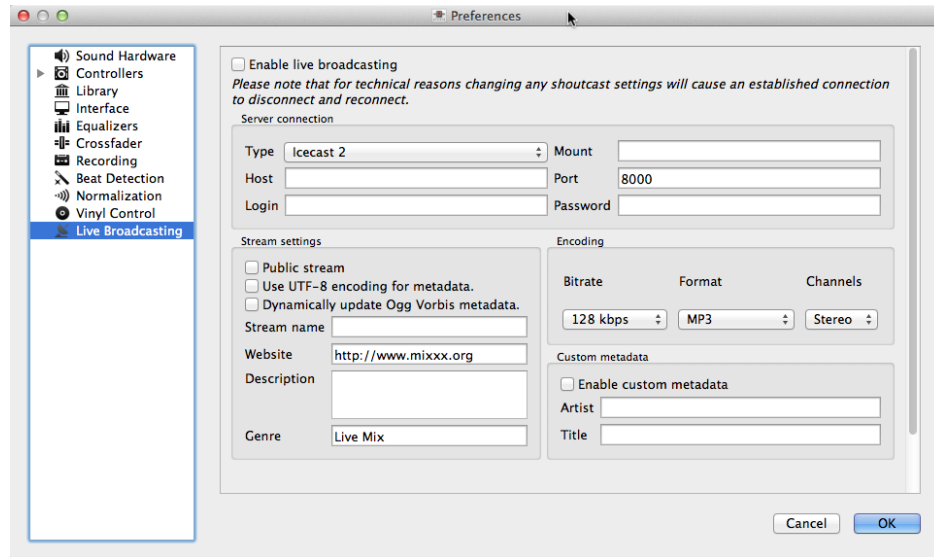 Preferences
Sound Hardware
Controllers
Library
Interface
Equalizers
Crossfader
Recording
Beat Detection
Normalization
Vinyl Control
Live Broadcasting
Enable live broadcasting
Please note that for technical reasons changing any shoutcast settings will cause an established connection
to disconnect and reconnect.
Server connection
Type Icecast 2 Mount
Host Port 8000
Login Password
Stream settings
Public stream
Use UTF-8 encoding for metadata.
Dynamically update Ogg Vorbis metadata.
Stream name
Website http://www.mixxx.org
Description
Genre Live Mix
Encoding
Bitrate Format Channels
128 kbps MP3 Stereo
Custom metadata
Enable custom metadata
Artist
Title
Cancel OK